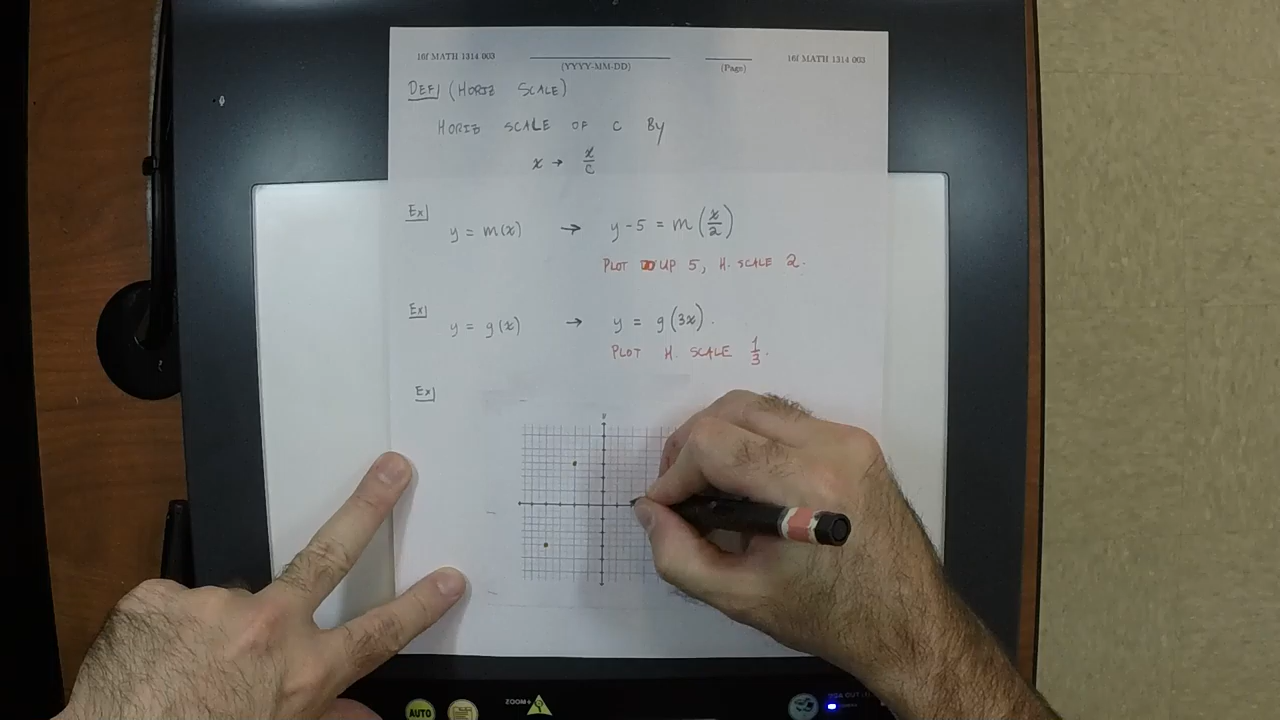 16f MATH 1314 003 (YYYY-MM-DD) (Page) 16f MATH 1314 003
DEF (HORIZ SCALE)
HORIZ SCALE OF C BY
x → x/c
Ex y = m(x) → y - 5 = m(x/2)
PLOT UP 5, H. SCALE 2.
Ex y = g(x) → y = g(3x).
PLOT H. SCALE 1/3.
Ex
AUTO